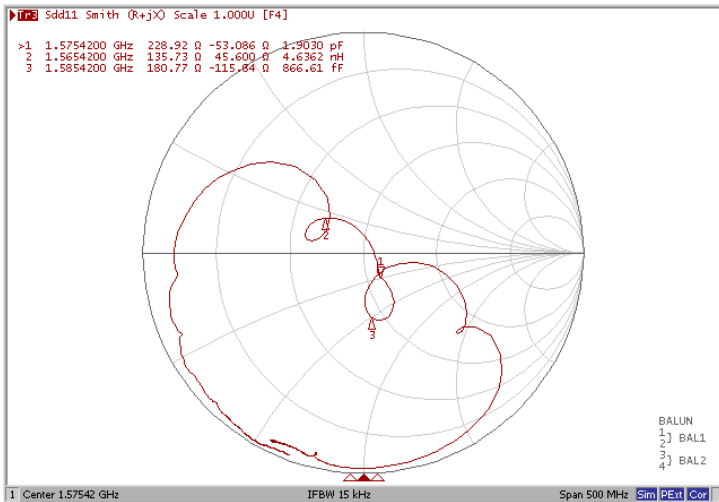 Tr3 Sdd11 Smith (R+jX) Scale 1.000U [F4]
>1 1.5754200 GHz 228.92 Ω -53.086 Ω 1.9030 pF
2 1.5654200 GHz 135.73 Ω 45.600 Ω 4.6362 nH
3 1.5854200 GHz 180.77 Ω -115.84 Ω 866.61 fF
2
1
3
BALUN
1
2} BAL1
3
4} BAL2
1 Center 1.57542 GHz IFBW 15 kHz Span 500 MHz Sim PExt Cor